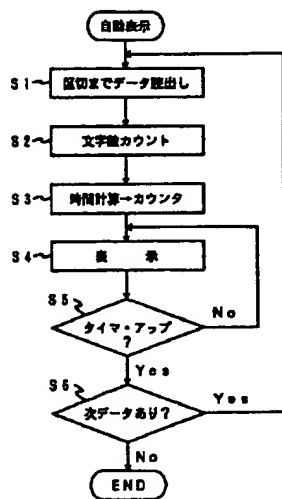 自動表示
S1 区切までデータ読出し
S2 文字数カウント
S3 時間計算→カウンタ
S4 表 示
S5
タイマ・アップ
?
No
Yes
S6
次データあり?
Yes
No
END